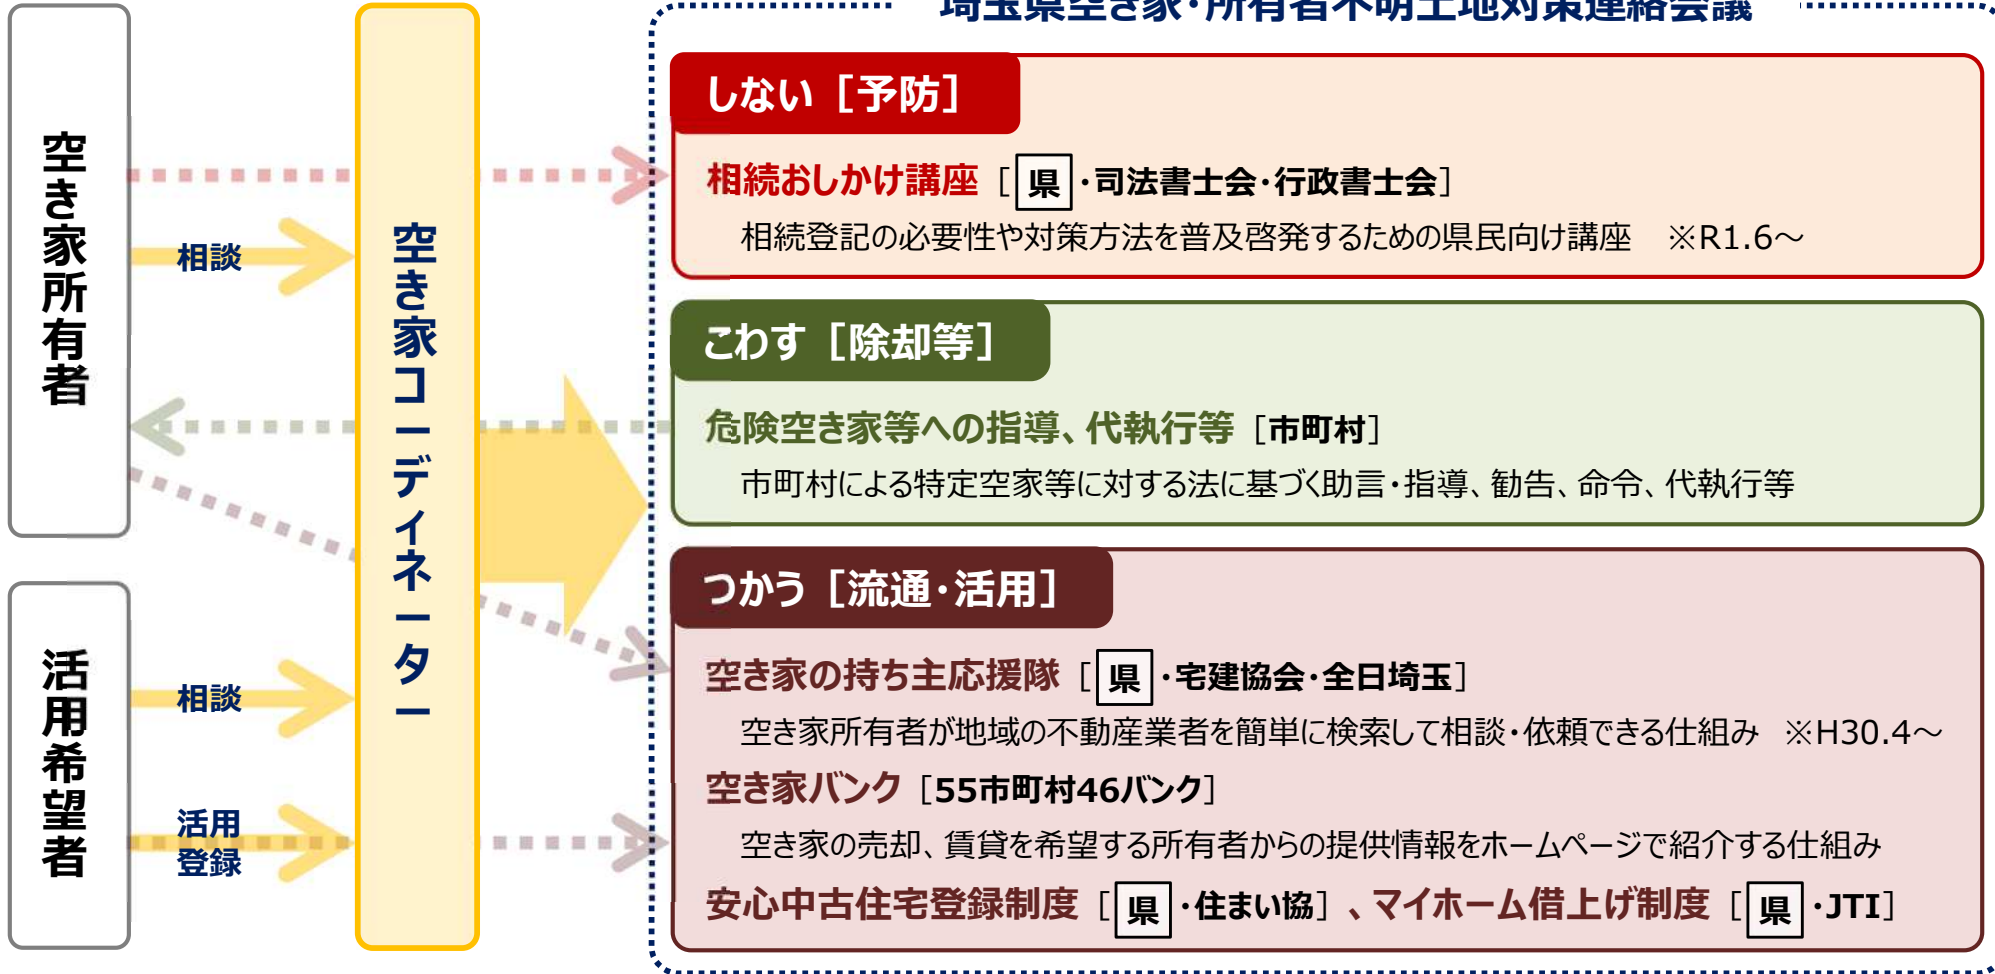 埼玉県空き家・所有者不明土地対策連絡会議
空き家所有者
活用希望者
相談
相談
活用
登録
空き家コーディネーター
しない［予防］
相続おしかけ講座［県・司法書士会・行政書士会］
相続登記の必要性や対策方法を普及啓発するための県民向け講座　※R1.6～
こわす［除却等］
危険空き家等への指導、代執行等［市町村］
市町村による特定空家等に対する法に基づく助言・指導、勧告、命令、代執行等
つかう［流通・活用］
空き家の持ち主応援隊［県・宅建協会・全日埼玉］
空き家所有者が地域の不動産業者を簡単に検索して相談・依頼できる仕組み　※H30.4～
空き家バンク［55市町村46バンク］
空き家の売却、賃貸を希望する所有者からの提供情報をホームページで紹介する仕組み
安心中古住宅登録制度［県・住まい協］、マイホーム借上げ制度［県・JTI］